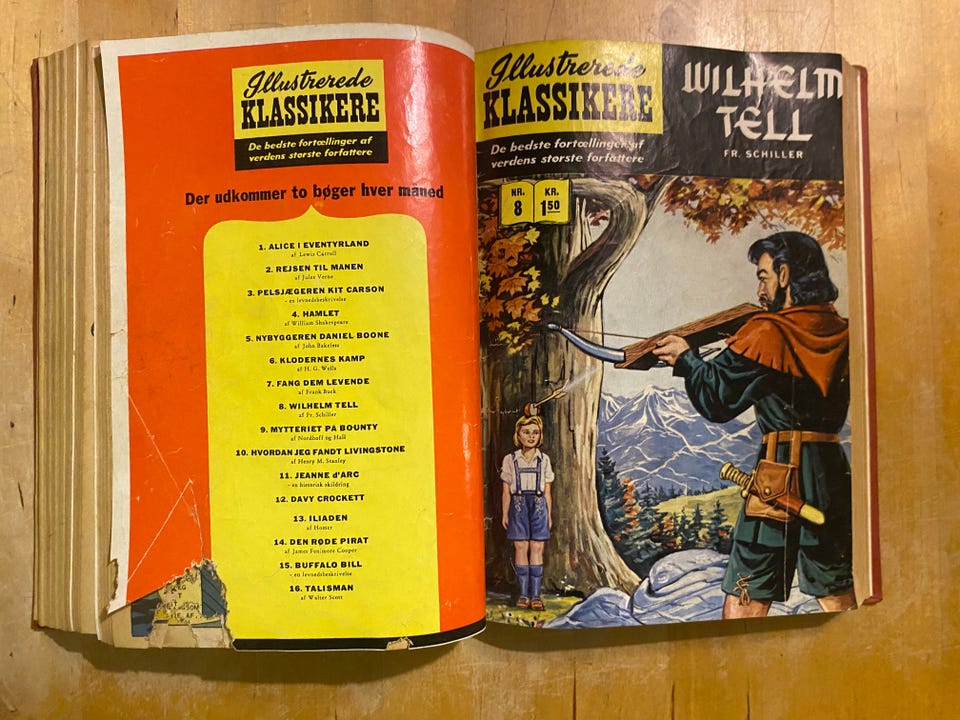 Illustrerede
KLASSIKERE
De bedste fortællinger af
verdens største forfattere
Der udkommer to bøger hver måned
1. ALICE I EVENTYRLAND
af Lewis Carroll
2. REJSEN TIL MÅNEN
af Jules Verne
3. PELSJÆGEREN KIT CARSON
- en levnedsbeskrivelse
4. HAMLET
af William Shakespeare
5. NYBYGGEREN DANIEL BOONE
af John Bakeless
6. KLODERNES KAMP
af H. G. Wells
7. FANG DEM LEVENDE
af Frank Buck
8. WILHELM TELL
af Fr. Schiller
9. MYTTERIET PÅ BOUNTY
af Nordhoff og Hall
10. HVORDAN JEG FANDT LIVINGSTONE
af Henry M. Stanley
11. JEANNE d'ARC
- en historisk skildring
12. DAVY CROCKETT
13. ILIADEN
af Homer
14. DEN RØDE PIRAT
af James Fenimore Cooper
15. BUFFALO BILL
- en levnedsbeskrivelse
16. TALISMAN
af Walter Scott
Illustrerede
KLASSIKERE
De bedste fortællinger af
verdens største forfattere
WILHELM
TELL
FR. SCHILLER
NR.
8
KR.
1 50